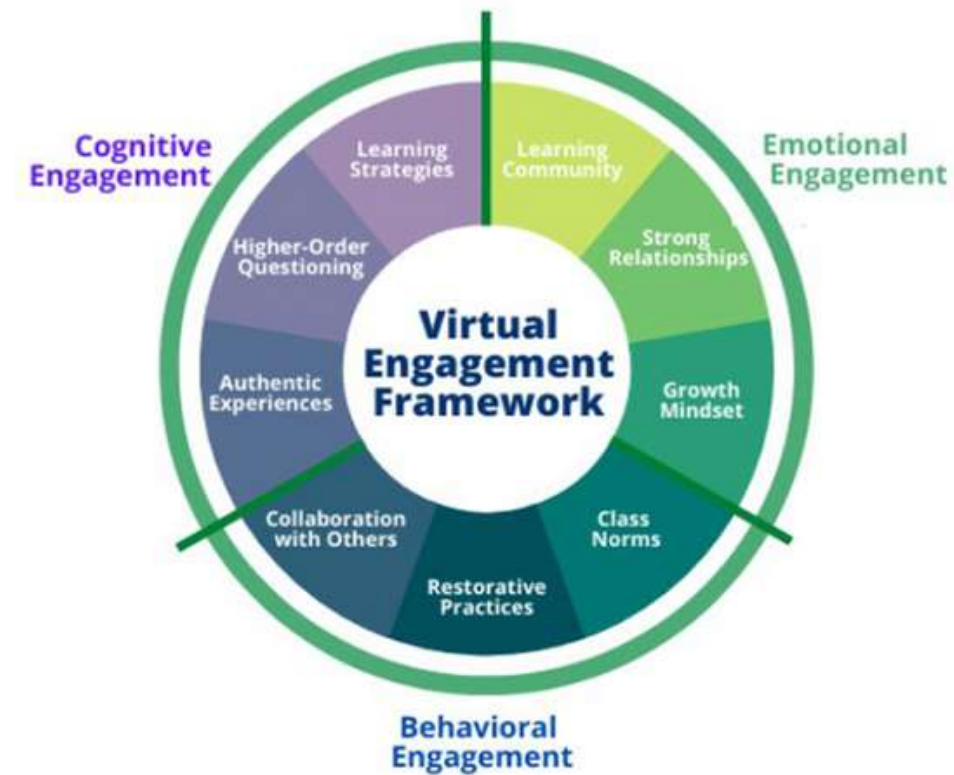 Cognitive
Engagement
Emotional
Engagement
Learning
Strategies
Learning
Community
Higher-Order
Questioning
Strong
Relationships
Virtual
Engagement
Framework
Authentic
Experiences
Growth
Mindset
Collaboration
with Others
Class
Norms
Restorative
Practices
Behavioral
Engagement